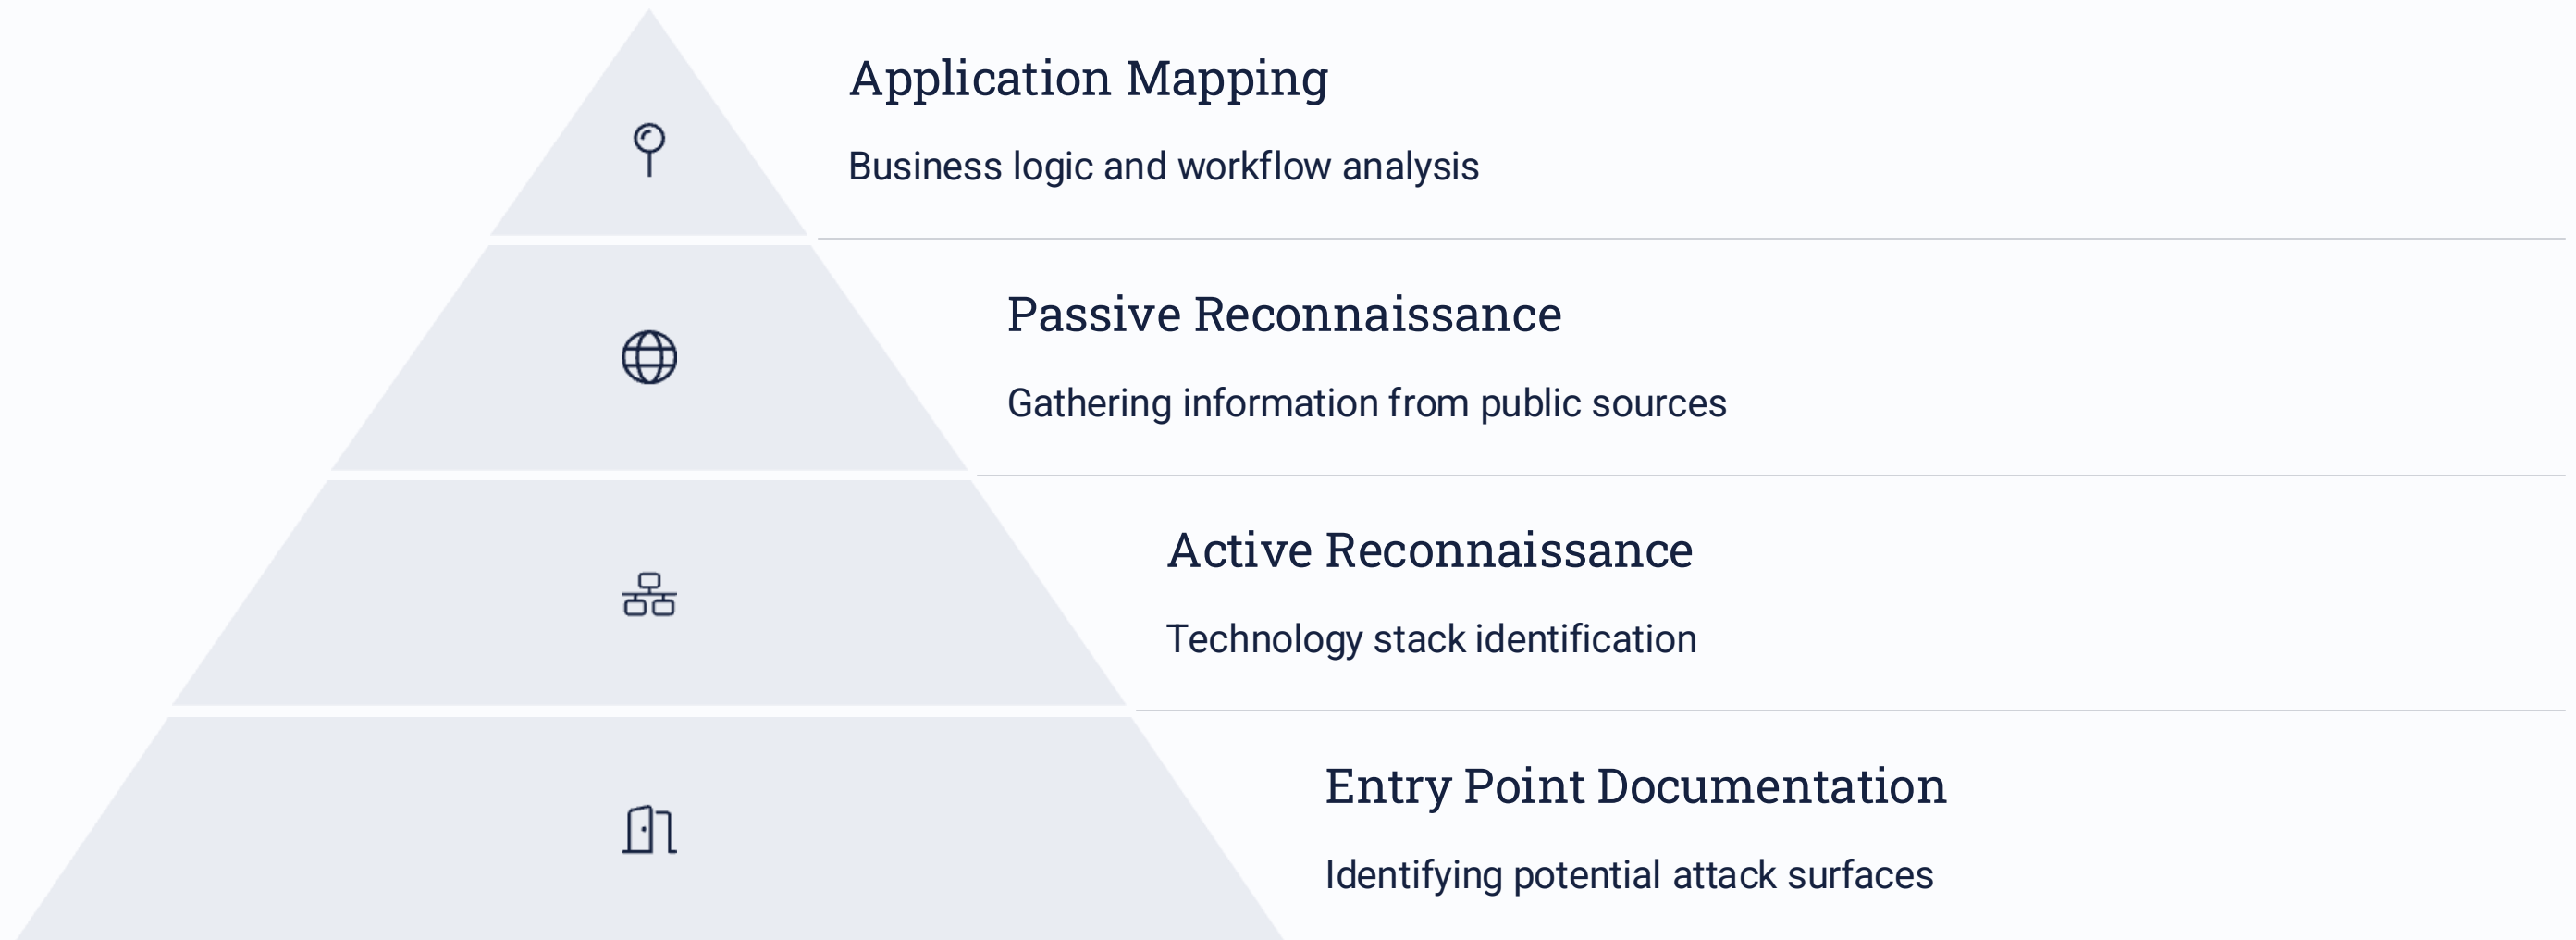 Application Mapping
Business logic and workflow analysis
Passive Reconnaissance
Gathering information from public sources
Active Reconnaissance
Technology stack identification
Entry Point Documentation
Identifying potential attack surfaces